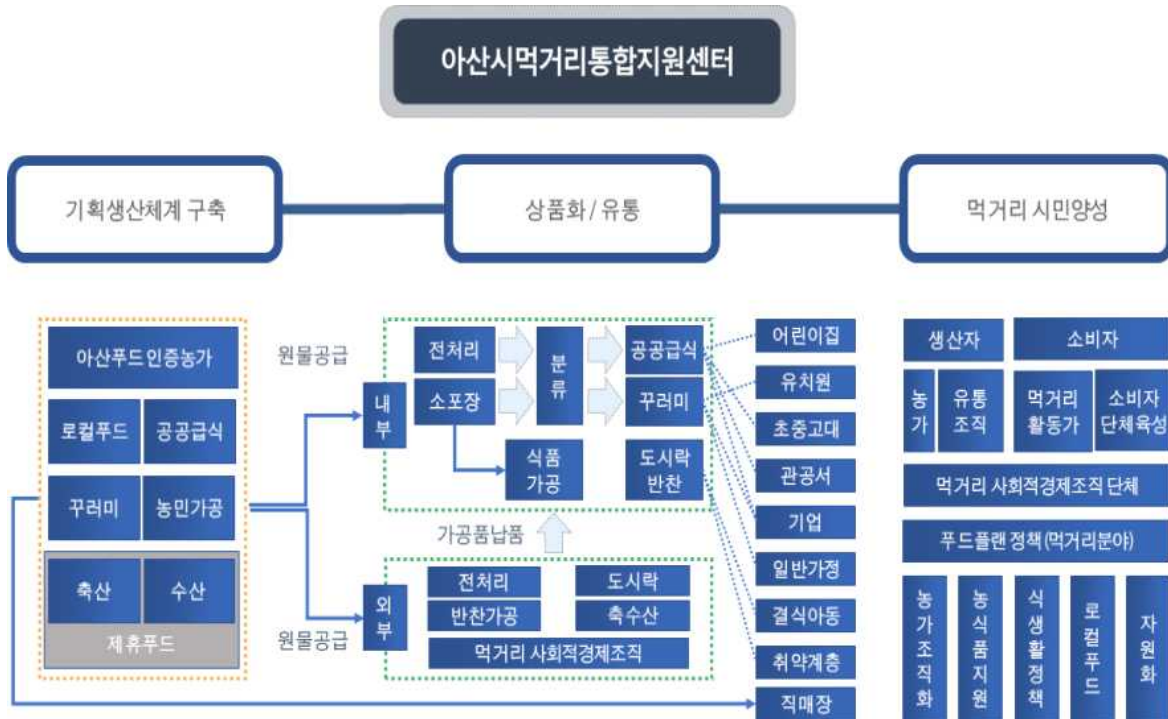 아산시먹거리통합지원센터
기획생산체계 구축
상품화 / 유통
먹거리 시민양성
아산푸드 인증농가
로컬푸드
공공급식
꾸러미
농민가공
축산
수산
제휴푸드
원물공급
원물공급
내부
외부
전처리
소포장
분류
공공급식
꾸러미
식품
가공
도시락
반찬
가공품납품
전처리
도시락
반찬가공
축수산
먹거리 사회적경제조직
어린이집
유치원
초중고대
관공서
기업
일반가정
결식아동
취약계층
직매장
생산자
소비자
농가
유통
조직
먹거리
활동가
소비자
단체육성
먹거리 사회적경제조직 단체
푸드플랜 정책(먹거리분야)
농가조직화
농식품지원
식생활정책
로컬푸드
자원화